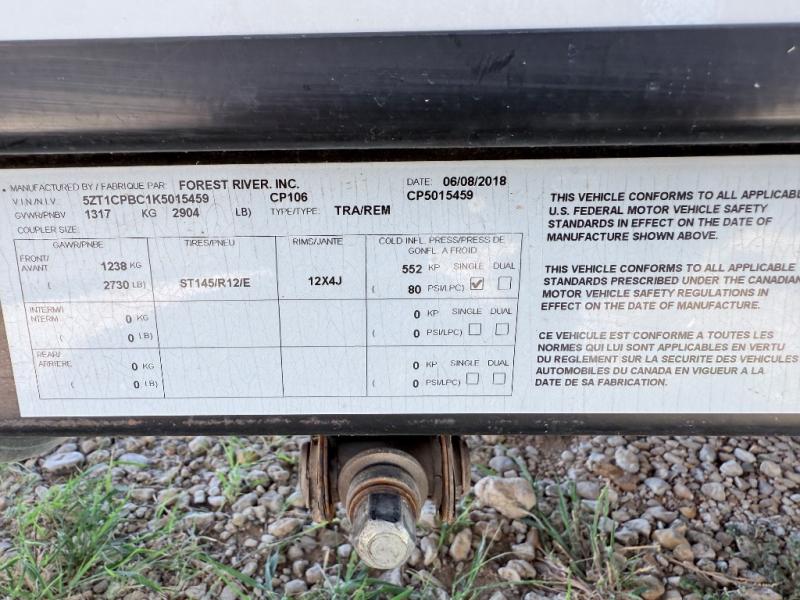 MANUFACTURED BY / FABRIQUE PAR: FOREST RIVER. INC. DATE: 06/08/2018
V.I.N./N.I.V. 5ZT1CPBC1K5015459 CP106 CP5015459
GVWR/PNBV 1317 KG 2904 LB) TYPE/TYPE: TRA/REM
COUPLER SIZE:
GAWR/PNBE TIRES/PNEU RIMS/JANTE COLD INFL. PRESS/PRESS DE
GONFL. A FROID
FRONT/
AVANT 1238 KG 552 KP SINGLE DUAL
( 2730 LB) ST145/R12/E 12X4J ( 80 PSI/LPC)
INTERM/
INTERM 0 KG 0 KP SINGLE DUAL
( 0 LB) ( 0 PSI/LPC)
REAR/
ARRIERE 0 KG 0 KP SINGLE DUAL
( 0 LB) ( 0 PSI/LPC)
THIS VEHICLE CONFORMS TO ALL APPLICABLE
U.S. FEDERAL MOTOR VEHICLE SAFETY
STANDARDS IN EFFECT ON THE DATE OF
MANUFACTURE SHOWN ABOVE.
THIS VEHICLE CONFORMS TO ALL APPLICABLE
STANDARDS PRESCRIBED UNDER THE CANADIAN
MOTOR VEHICLE SAFETY REGULATIONS IN
EFFECT ON THE DATE OF MANUFACTURE.
CE VEHICULE EST CONFORME A TOUTES LES
NORMES QUI LUI SONT APPLICABLES EN VERTU
DU REGLEMENT SUR LA SECURITE DES VEHICULES
AUTOMOBILES DU CANADA EN VIGUEUR A LA
DATE DE SA FABRICATION.